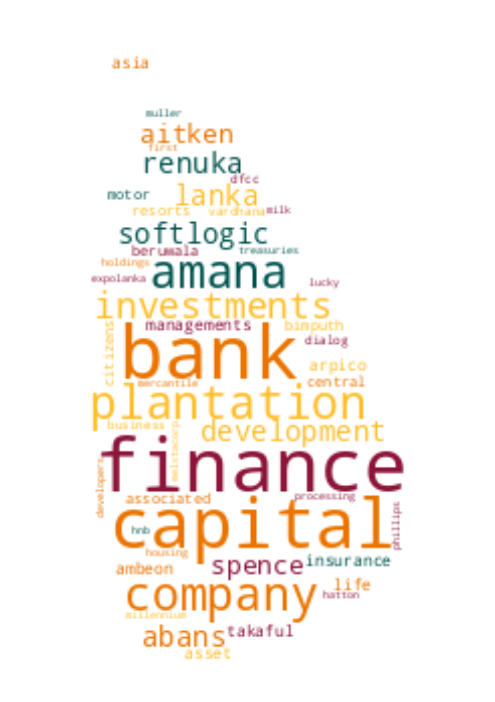 asia
muller
aitken
first
renuka
dfcc
motor
lanka
resorts
vardhana
milk
softlogic
beruwala
treasuries
holdings
amana
expolanka
lucky
investments
citizens
managements
bimputh
bank
dialog
arpico
mercantile
central
plantation
business
melstacorp
development
finance
developers
associated
processing
capital
phillips
hnb
housing
ambeon
spence
insurance
company
life
hatton
millennium
abans
takaful
asset